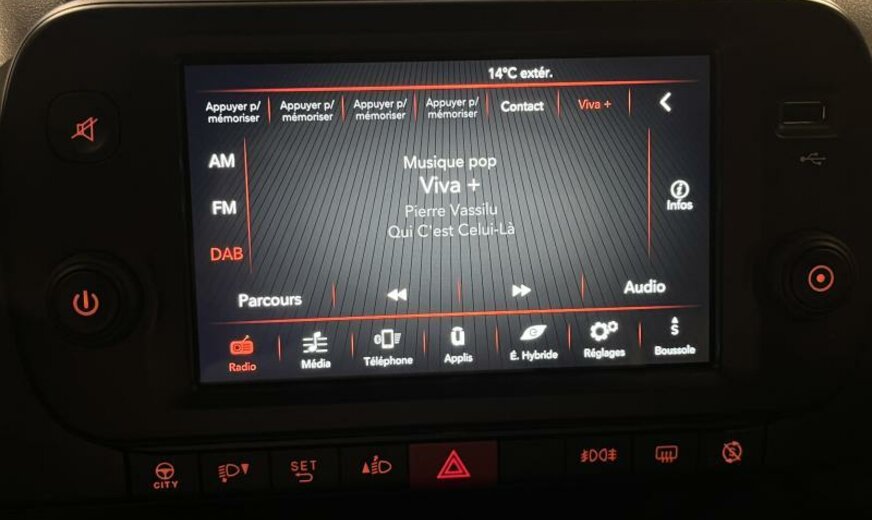 14°C extér.
Appuyer p/ mémoriser
Appuyer p/ mémoriser
Appuyer p/ mémoriser
Appuyer p/ mémoriser
Contact
Viva +
AM
Musique pop
Viva +
Infos
FM
Pierre Vassilu
Qui C'est Celui-Là
DAB
Parcours
Audio
Radio
Média
Téléphone
Applis
É. Hybride
Réglages
S
Boussole
CITY
SET